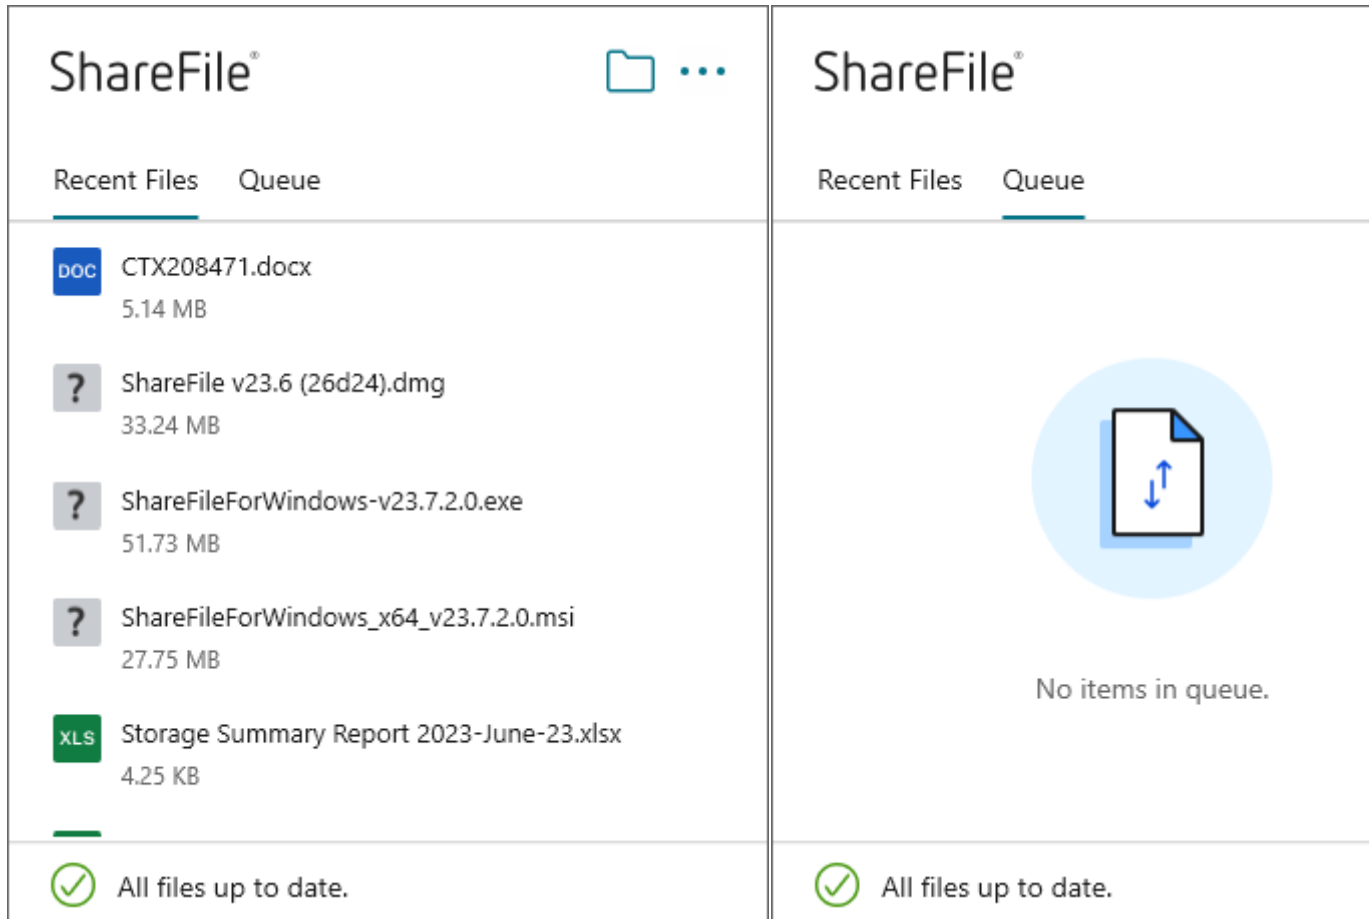 ShareFile®
Recent Files Queue
DOC CTX208471.docx
5.14 MB
? ShareFile v23.6 (26d24).dmg
33.24 MB
? ShareFileForWindows-v23.7.2.0.exe
51.73 MB
? ShareFileForWindows_x64_v23.7.2.0.msi
27.75 MB
XLS Storage Summary Report 2023-June-23.xlsx
4.25 KB
All files up to date.
ShareFile®
Recent Files Queue
No items in queue.
All files up to date.